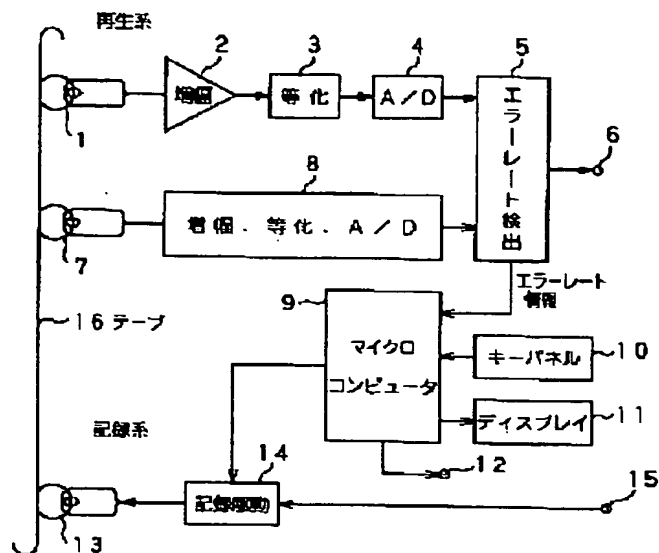 再生系
2
3
4
5
増幅
等化
A/D
エラーレート検出
6
1
8
増幅、等化、A/D
7
エラーレート
情報
9
16 テープ
マイクロ
コンピュータ
キーパネル
10
ディスプレイ
11
記録系
14
12
記録駆動
15
13